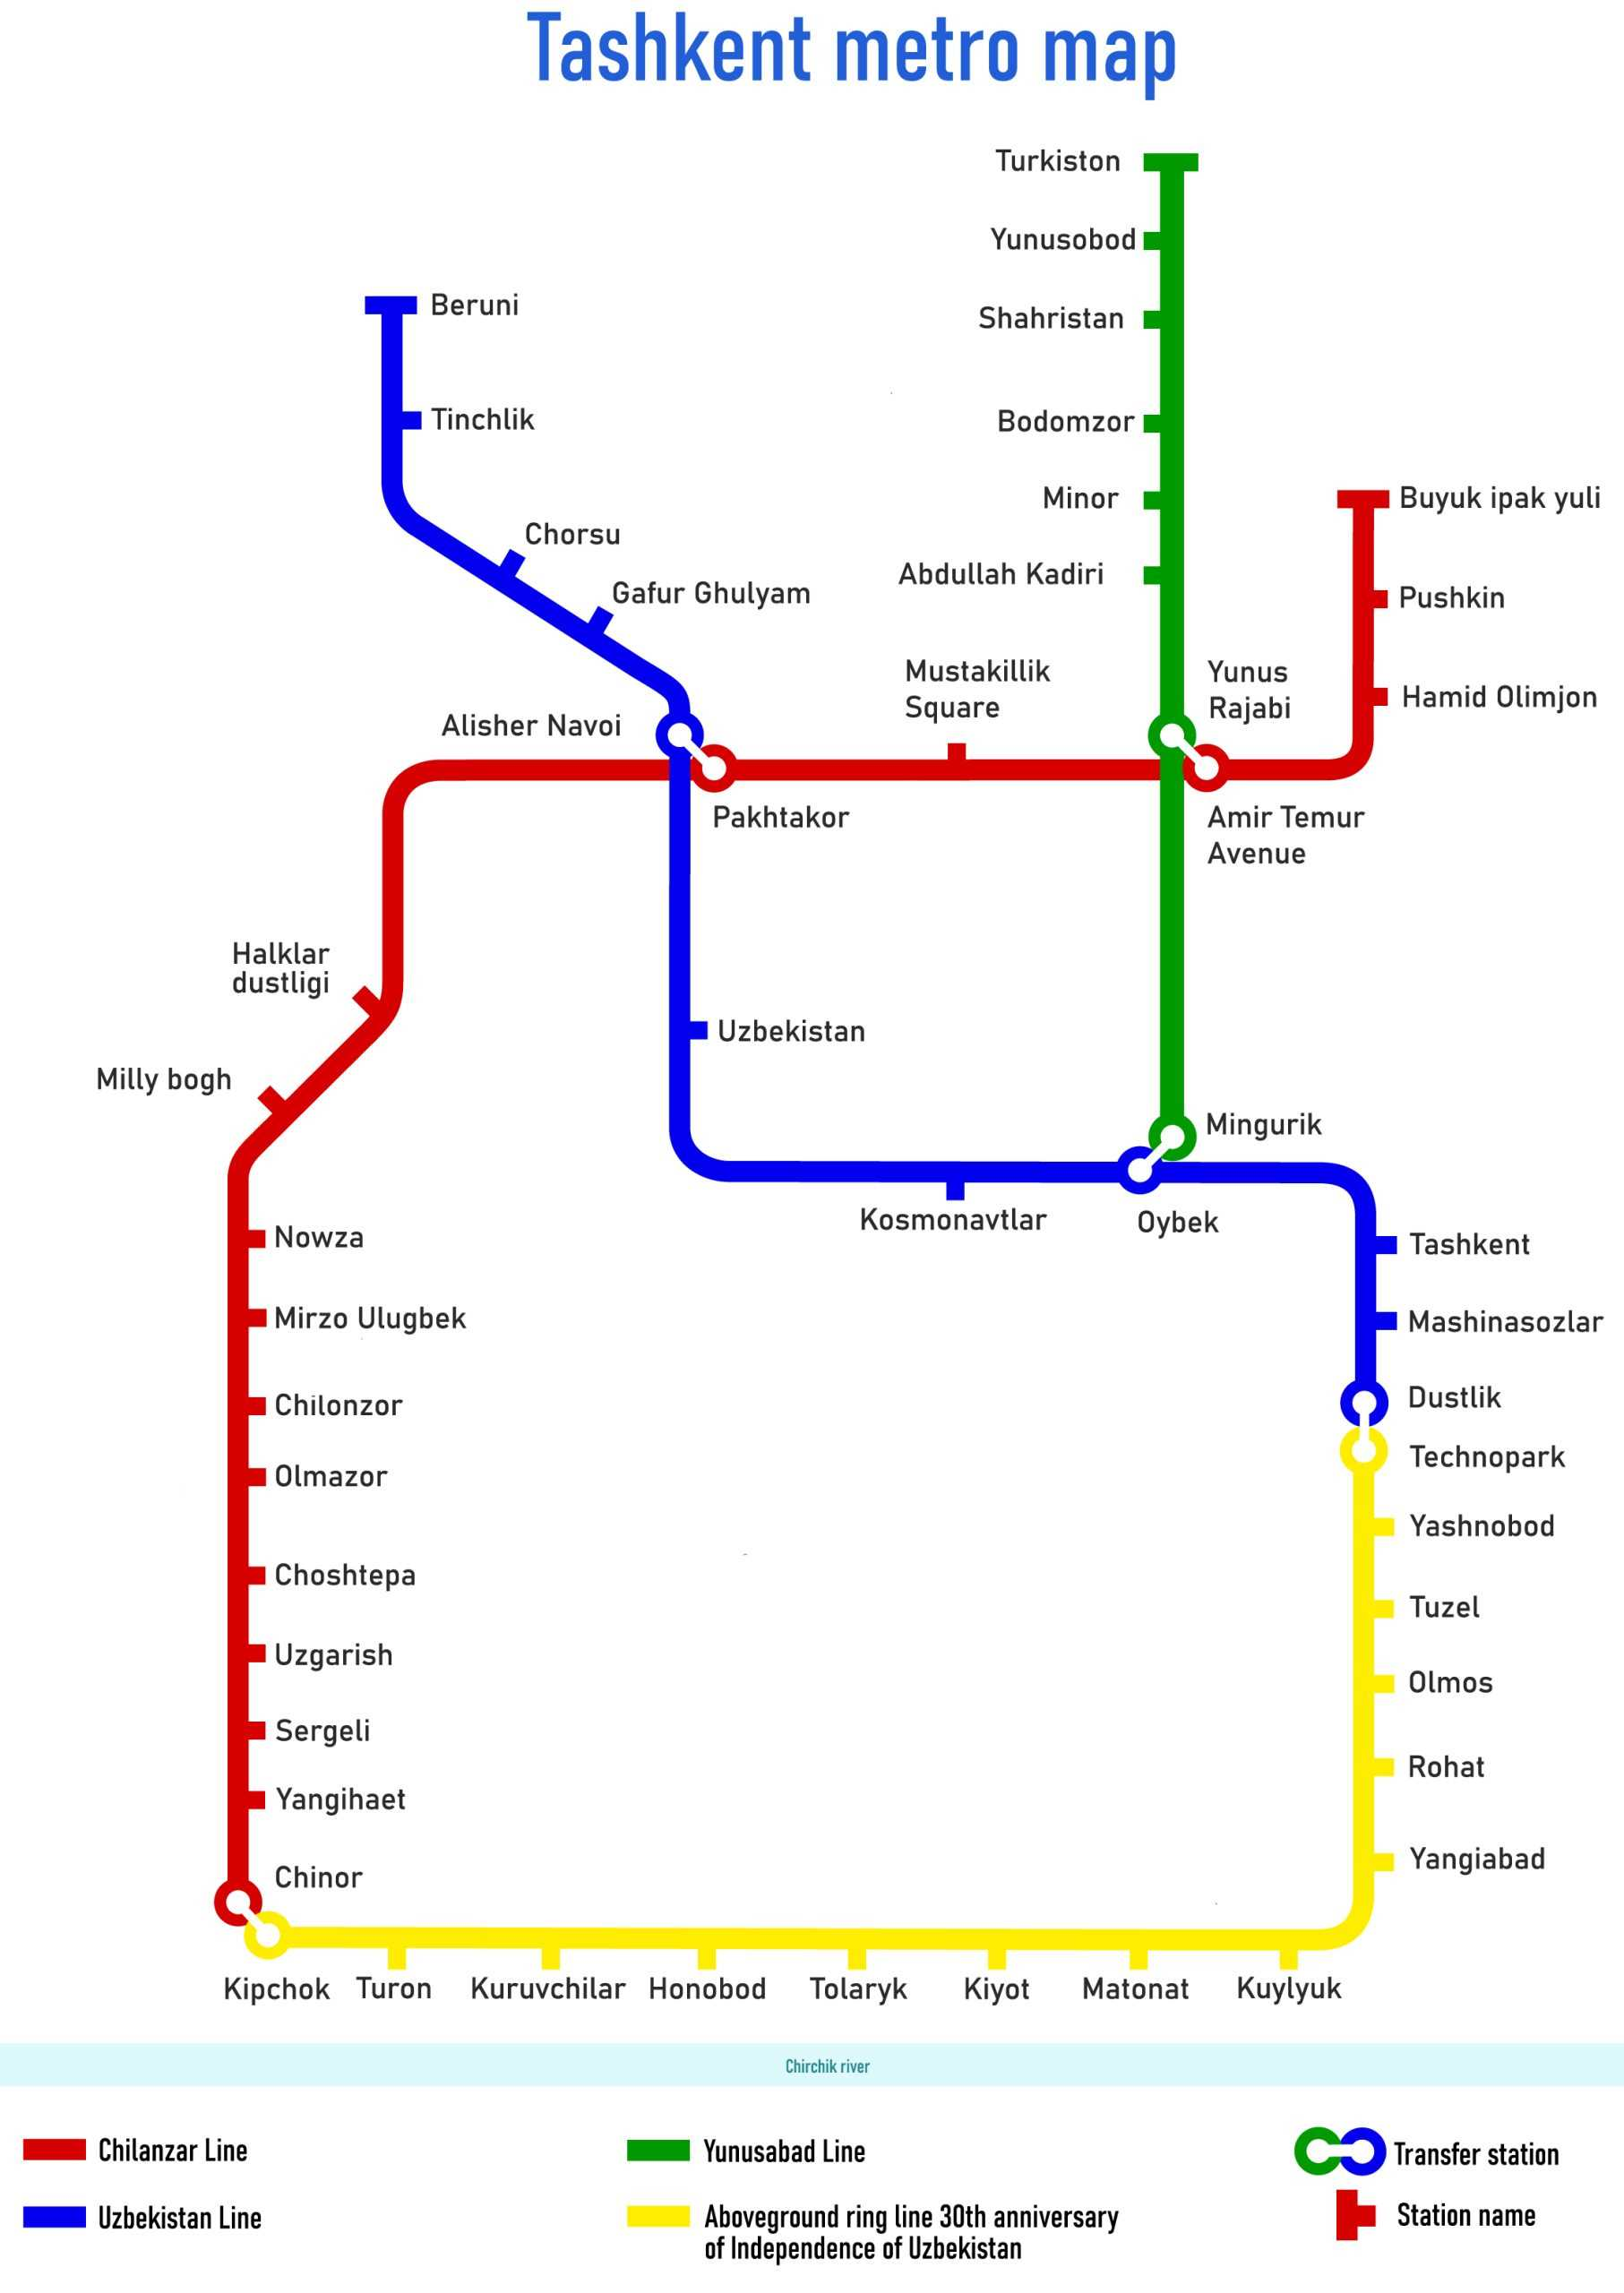 Tashkent metro map
Turkiston
Yunusobod
Shahristan
Bodomzor
Minor
Abdullah Kadiri
Beruni
Tinchlik
Chorsu
Gafur Ghulyam
Alisher Navoi
Pakhtakor
Mustakillik
Square
Yunus
Rajabi
Amir Temur
Avenue
Buyuk ipak yuli
Pushkin
Hamid Olimjon
Halklar
dustligi
Milly bogh
Uzbekistan
Kosmonavtlar
Mingurik
Oybek
Tashkent
Mashinasozlar
Dustlik
Technopark
Yashnobod
Tuzel
Olmos
Rohat
Yangiabad
Nowza
Mirzo Ulugbek
Chilonzor
Olmazor
Choshtepa
Uzgarish
Sergeli
Yangihaet
Chinor
Kipchok
Turon
Kuruvchilar
Honobod
Tolaryk
Kiyot
Matonat
Kuylyuk
Chirchik river
Chilanzar Line
Uzbekistan Line
Yunusabad Line
Aboveground ring line 30th anniversary
of Independence of Uzbekistan
Transfer station
Station name